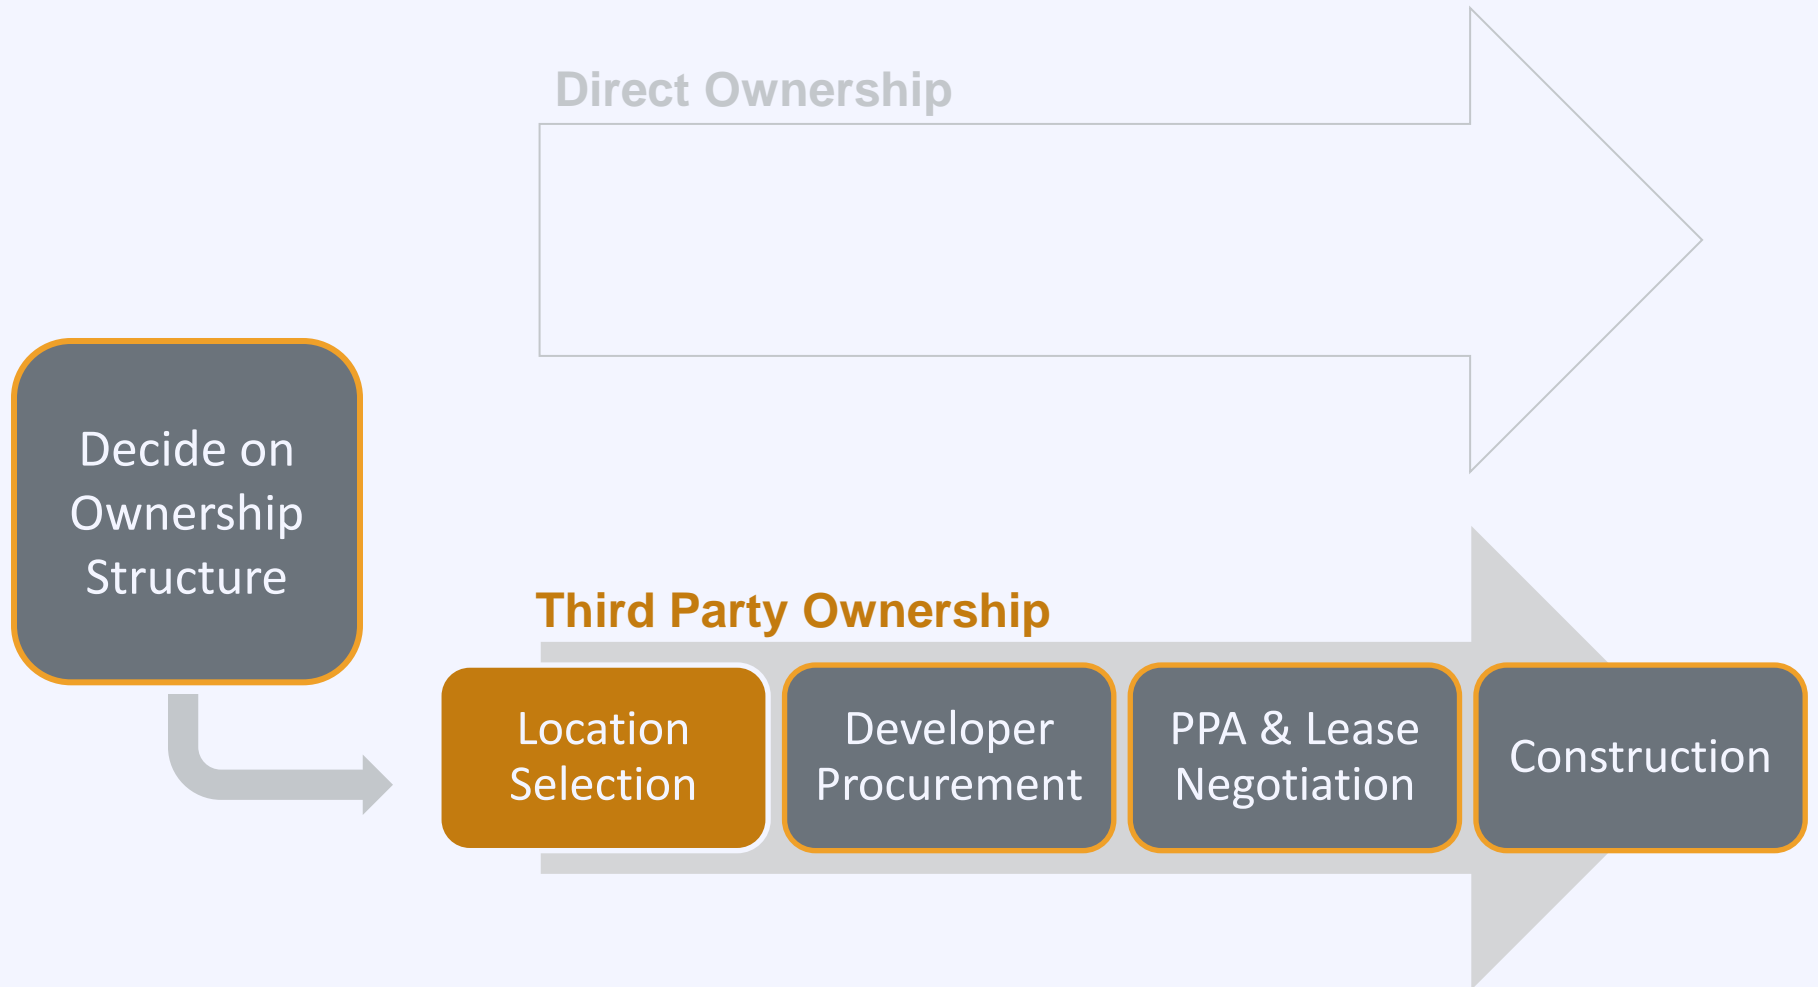 Direct Ownership
Decide on
Ownership
Structure
Third Party Ownership
Location
Selection
Developer
Procurement
PPA & Lease
Negotiation
Construction